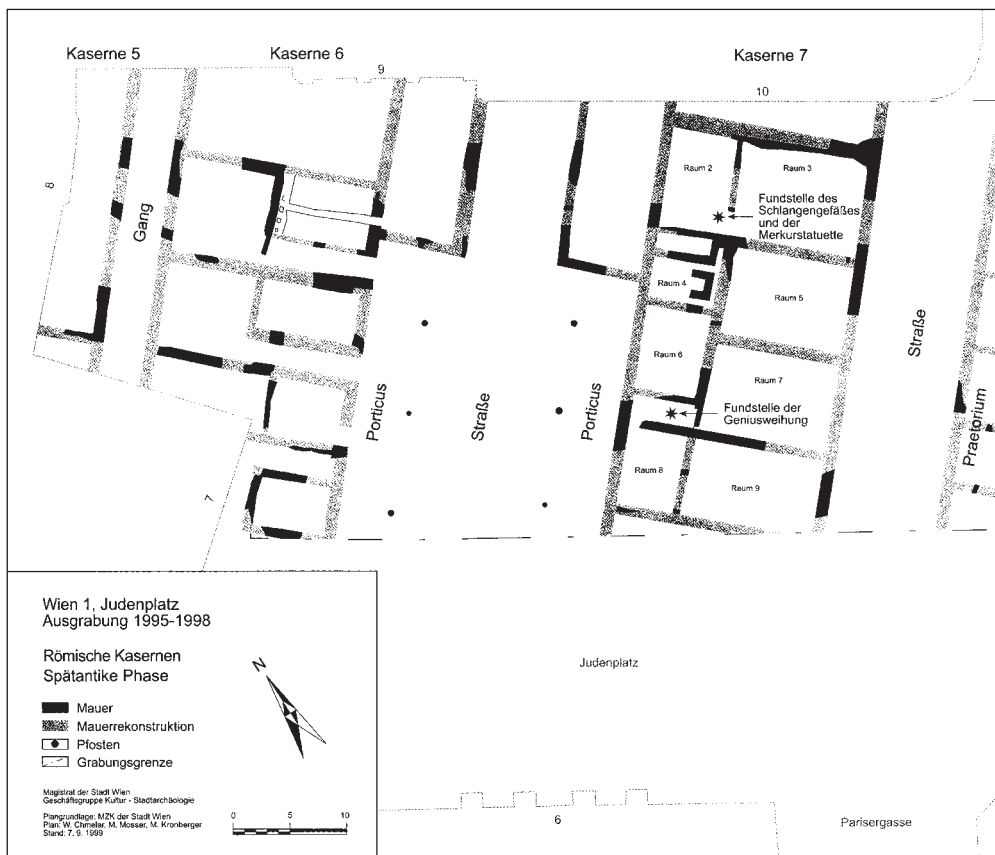 Kaserne 5
Kaserne 6
Kaserne 7
9
10
8
Gang
Raum 2
Raum 3
Fundstelle des
Schlangengefäßes
und der
Merkurstatuette
Raum 4
Raum 5
Straße
Raum 6
Raum 7
Porticus
Straße
Porticus
Fundstelle der
Geniusweihung
Praetorium
Raum 8
Raum 9
7
Wien 1, Judenplatz
Ausgrabung 1995-1998
Römische Kasernen
Spätantike Phase
N
Mauer
Mauerrekonstruktion
Pfosten
Grabungsgrenze
Magistrat der Stadt Wien
Geschäftsgruppe Kultur - Stadtarchäologie
Plangrundlage: MZK der Stadt Wien
Plan: W. Chmelar, M. Mosser, M. Kronberger
Stand: 7. 9. 1999
0 5 10
Judenplatz
6
Parisergasse